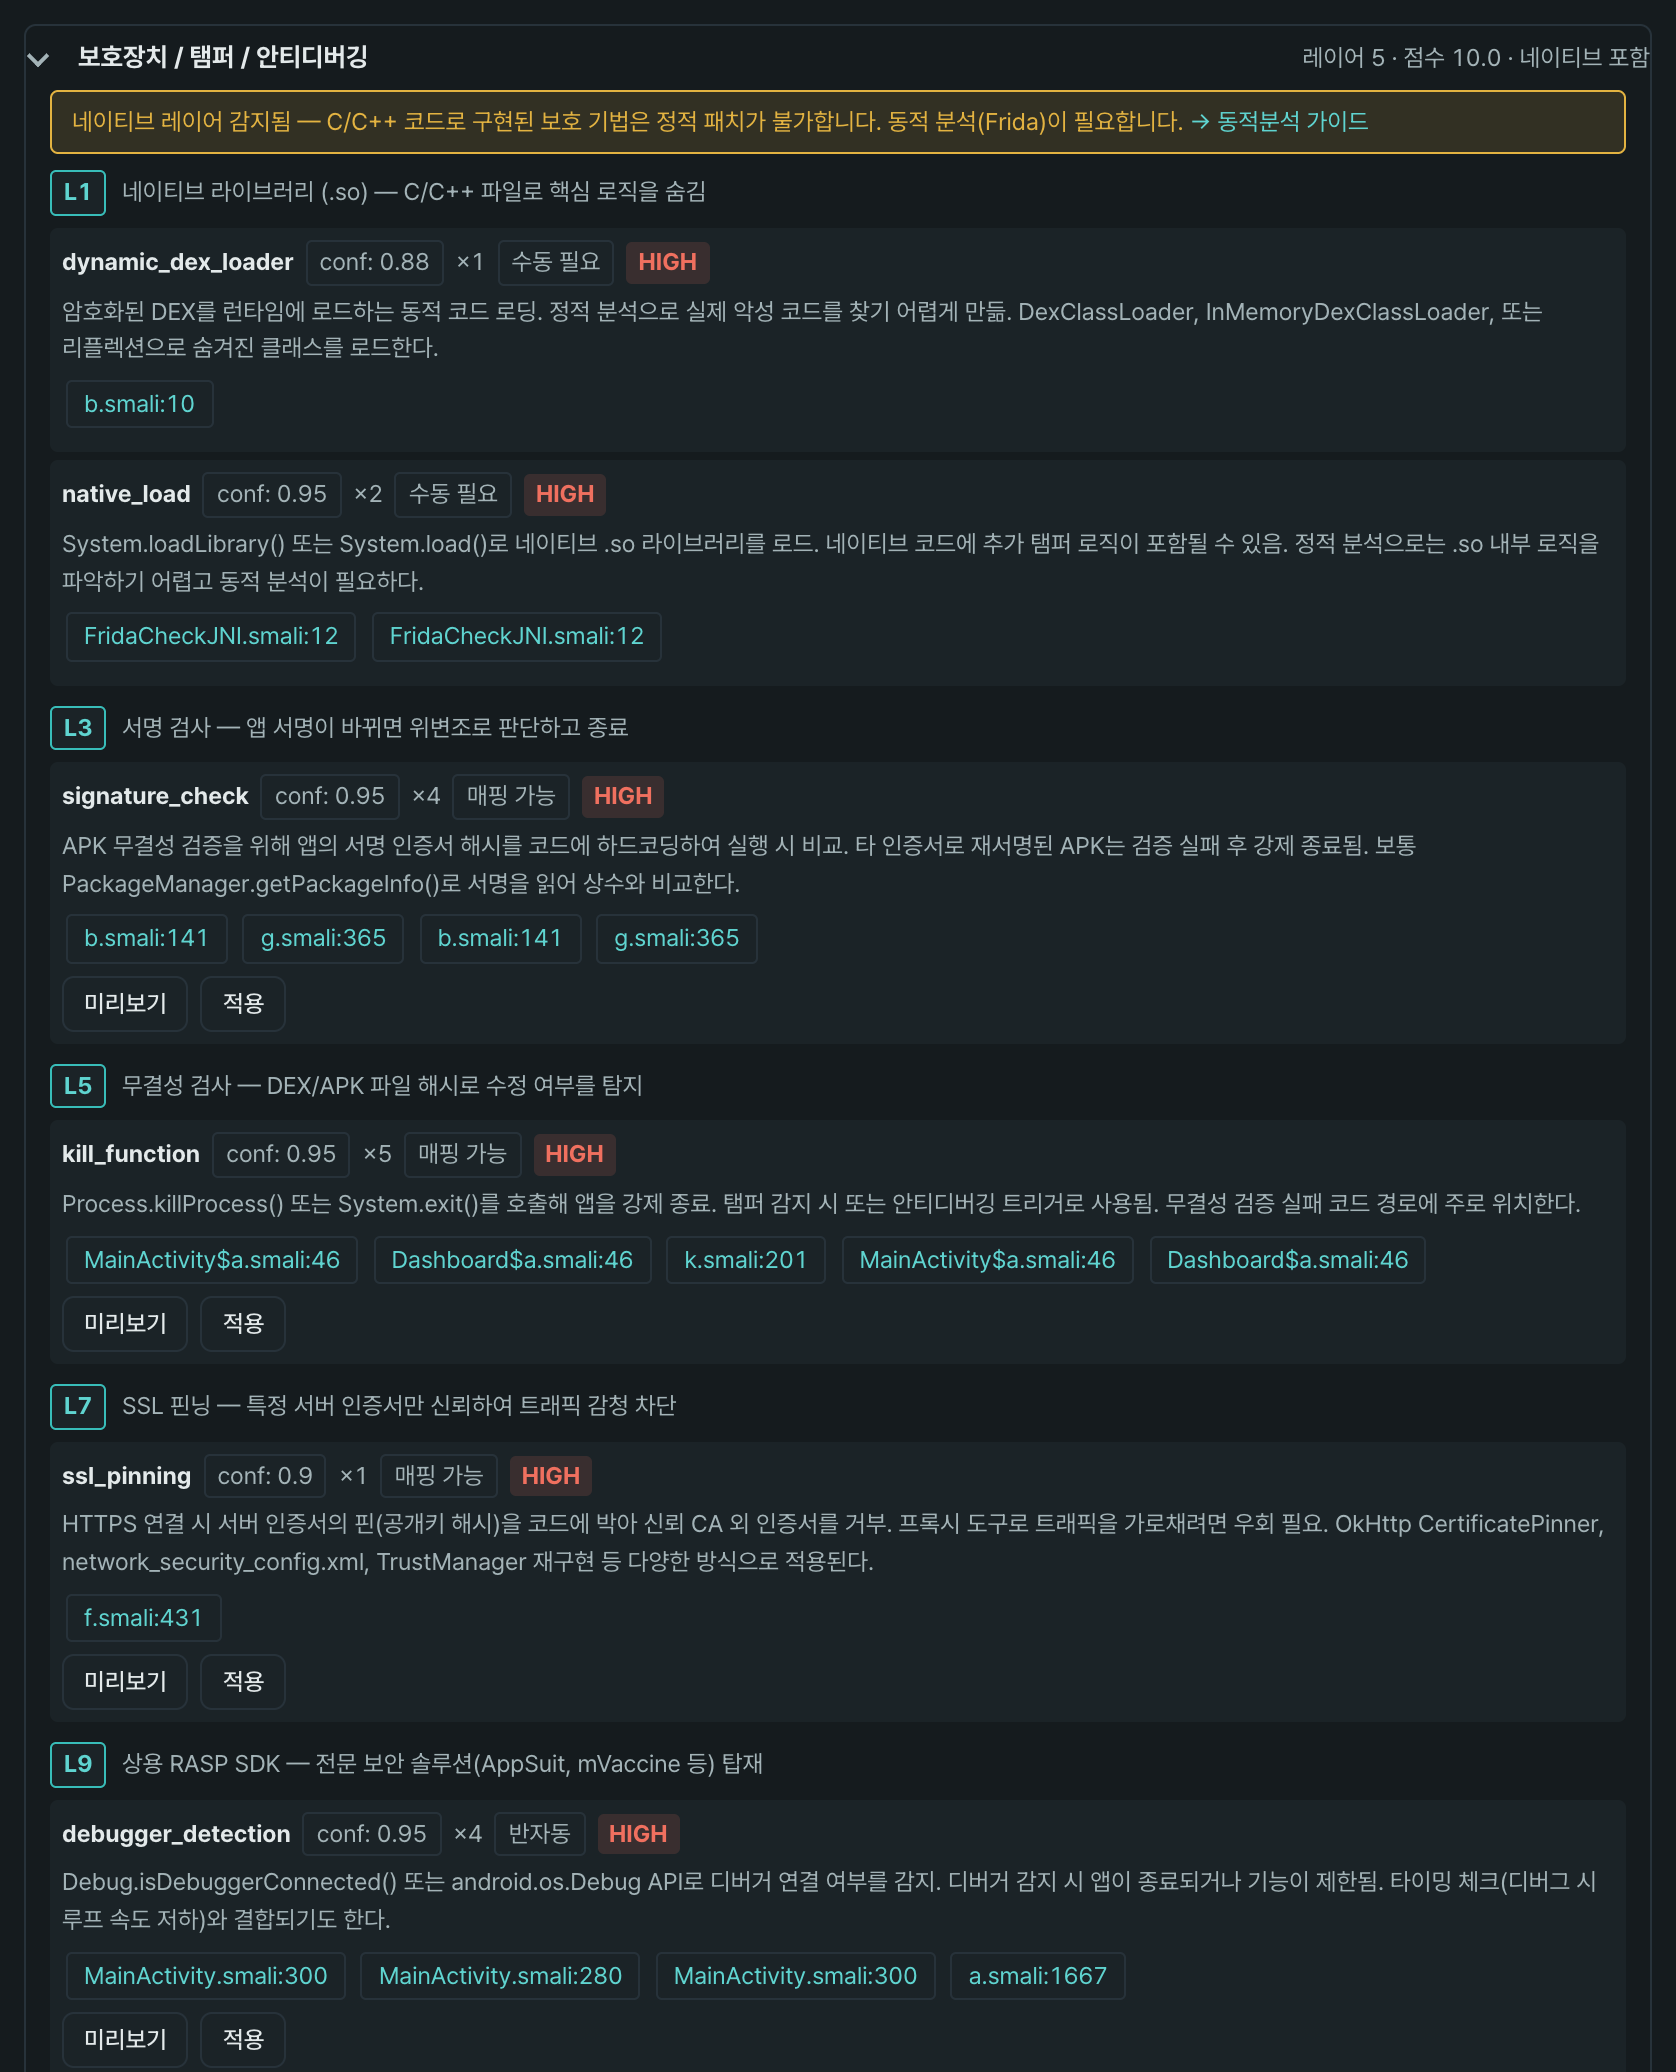 보호장치 / 탬퍼 / 안티디버깅
레이어 5 · 점수 10.0 · 네이티브 포함
네이티브 레이어 감지됨 — C/C++ 코드로 구현된 보호 기법은 정적 패치가 불가합니다. 동적 분석(Frida)이 필요합니다. → 동적분석 가이드
L1 네이티브 라이브러리 (.so) — C/C++ 파일로 핵심 로직을 숨김
dynamic_dex_loader conf: 0.88 ×1 수동 필요 HIGH
암호화된 DEX를 런타임에 로드하는 동적 코드 로딩. 정적 분석으로 실제 악성 코드를 찾기 어렵게 만듦. DexClassLoader, InMemoryDexClassLoader, 또는
리플렉션으로 숨겨진 클래스를 로드한다.
b.smali:10
native_load conf: 0.95 ×2 수동 필요 HIGH
System.loadLibrary() 또는 System.load()로 네이티브 .so 라이브러리를 로드. 네이티브 코드에 추가 탬퍼 로직이 포함될 수 있음. 정적 분석으로는 .so 내부 로직을
파악하기 어렵고 동적 분석이 필요하다.
FridaCheckJNI.smali:12 FridaCheckJNI.smali:12
L3 서명 검사 — 앱 서명이 바뀌면 위변조로 판단하고 종료
signature_check conf: 0.95 ×4 매핑 가능 HIGH
APK 무결성 검증을 위해 앱의 서명 인증서 해시를 코드에 하드코딩하여 실행 시 비교. 타 인증서로 재서명된 APK는 검증 실패 후 강제 종료됨. 보통
PackageManager.getPackageInfo()로 서명을 읽어 상수와 비교한다.
b.smali:141 g.smali:365 b.smali:141 g.smali:365
미리보기 적용
L5 무결성 검사 — DEX/APK 파일 해시로 수정 여부를 탐지
kill_function conf: 0.95 ×5 매핑 가능 HIGH
Process.killProcess() 또는 System.exit()를 호출해 앱을 강제 종료. 탬퍼 감지 시 또는 안티디버깅 트리거로 사용됨. 무결성 검증 실패 코드 경로에 주로 위치한다.
MainActivity$a.smali:46 Dashboard$a.smali:46 k.smali:201 MainActivity$a.smali:46 Dashboard$a.smali:46
미리보기 적용
L7 SSL 핀닝 — 특정 서버 인증서만 신뢰하여 트래픽 감청 차단
ssl_pinning conf: 0.9 ×1 매핑 가능 HIGH
HTTPS 연결 시 서버 인증서의 핀(공개키 해시)을 코드에 박아 신뢰 CA 외 인증서를 거부. 프록시 도구로 트래픽을 가로채려면 우회 필요. OkHttp CertificatePinner,
network_security_config.xml, TrustManager 재구현 등 다양한 방식으로 적용된다.
f.smali:431
미리보기 적용
L9 상용 RASP SDK — 전문 보안 솔루션(AppSuit, mVaccine 등) 탑재
debugger_detection conf: 0.95 ×4 반자동 HIGH
Debug.isDebuggerConnected() 또는 android.os.Debug API로 디버거 연결 여부를 감지. 디버거 감지 시 앱이 종료되거나 기능이 제한됨. 타이밍 체크(디버그 시
루프 속도 저하)와 결합되기도 한다.
MainActivity.smali:300 MainActivity.smali:280 MainActivity.smali:300 a.smali:1667
미리보기 적용